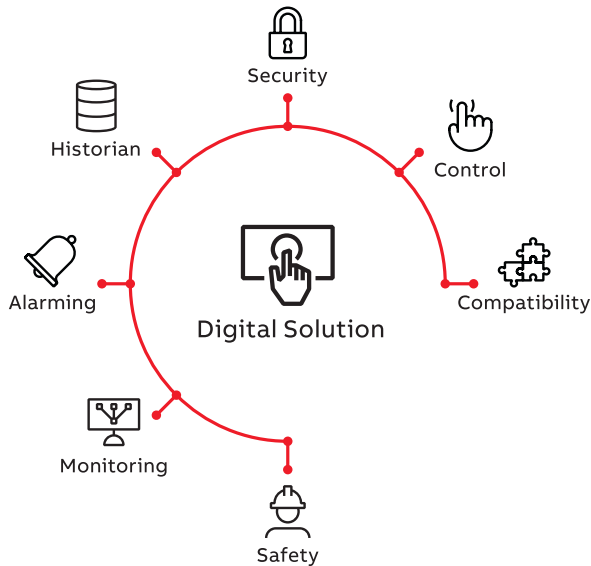 Security
Historian
Control
Alarming
Compatibility
Digital Solution
Monitoring
Safety